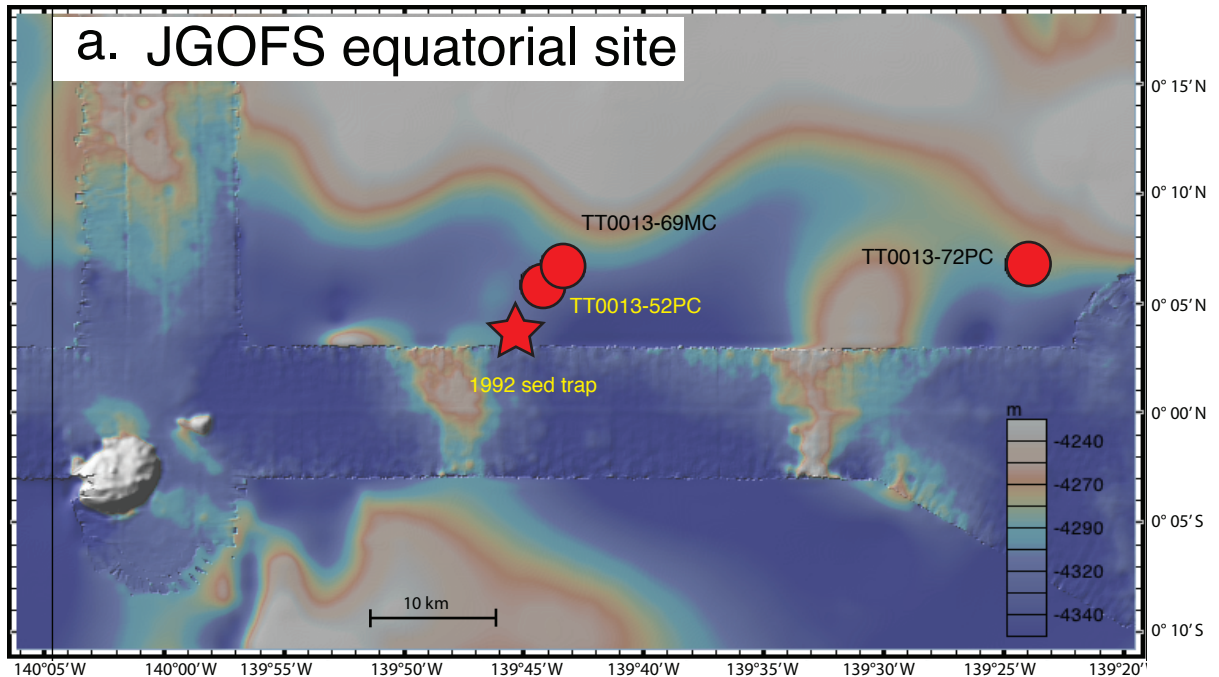 a. JGOFS equatorial site
0° 15′ N
0° 10′ N
TT0013-69MC
TT0013-72PC
0° 05′ N
TT0013-52PC
1992 sed trap
0° 00′ N
m
-4240
-4270
-4290
-4320
-4340
0° 05′ S
10 km
0° 10′ S
140°05′ W
140°00′ W
139°55′ W
139°50′ W
139°45′ W
139°40′ W
139°35′ W
139°30′ W
139°25′ W
139°20′ W